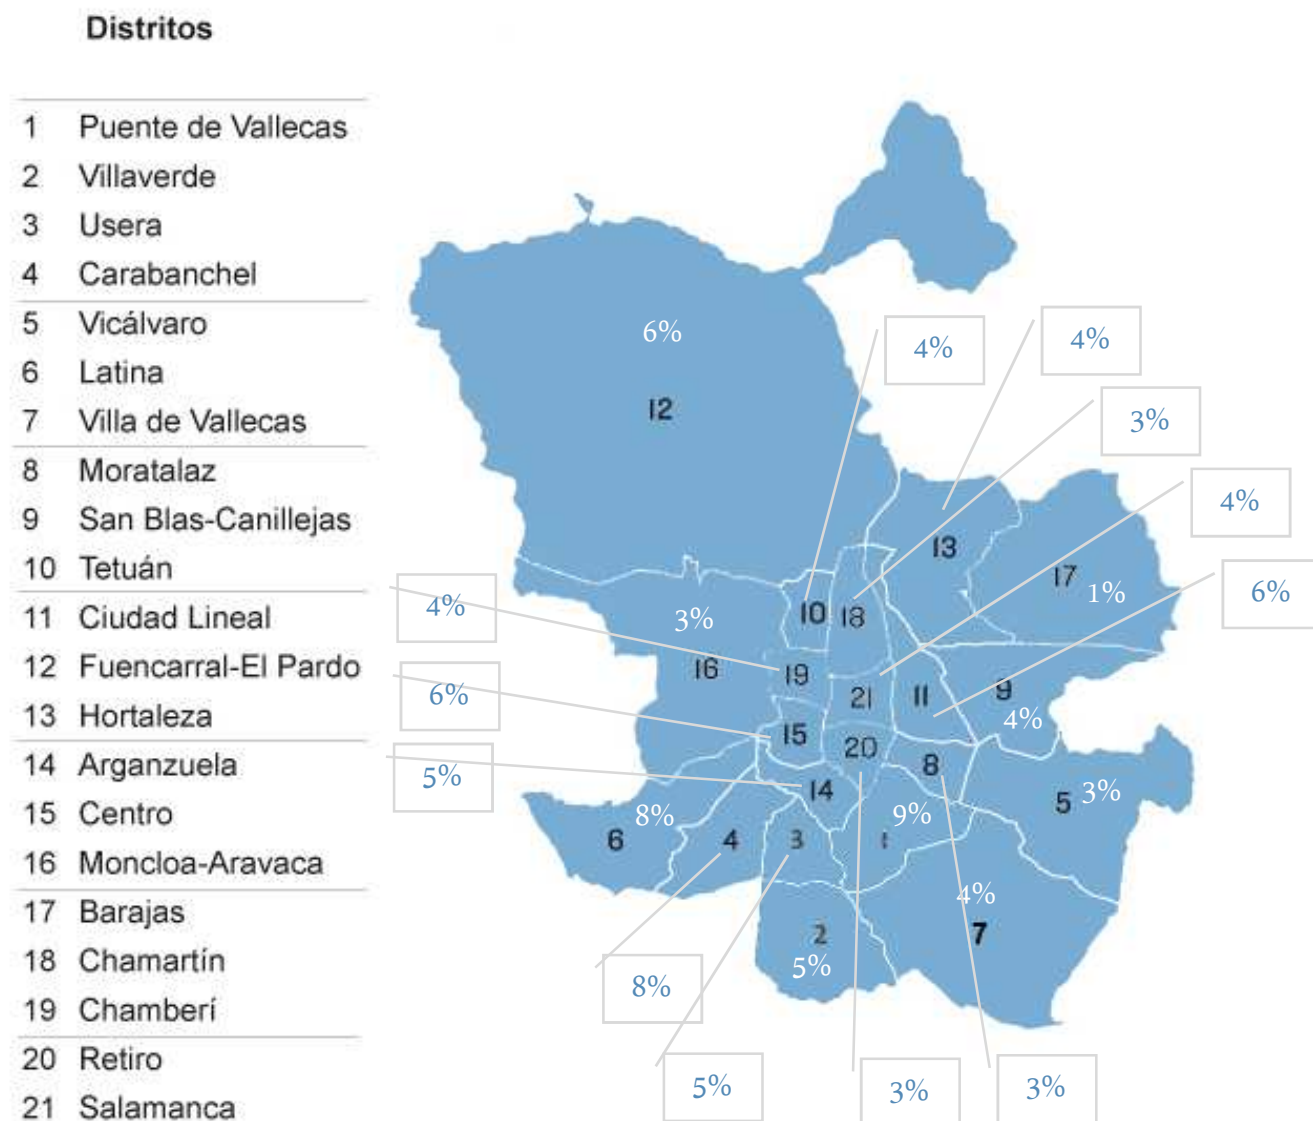 Distritos
1 Puente de Vallecas
2 Villaverde
3 Usera
4 Carabanchel
5 Vicálvaro
6 Latina
7 Villa de Vallecas
8 Moratalaz
9 San Blas-Canillejas
10 Tetuán
11 Ciudad Lineal
12 Fuencarral-El Pardo
13 Hortaleza
14 Arganzuela
15 Centro
16 Moncloa-Aravaca
17 Barajas
18 Chamartín
19 Chamberí
20 Retiro
21 Salamanca
6%
12
4%
4%
3%
4%
13
17
1%
6%
4%
3%
10
18
16
19
21
11
9
4%
6%
15
20
8
5%
14
5
3%
8%
6
4
3
9%
1
4%
7
2
5%
8%
5%
3%
3%